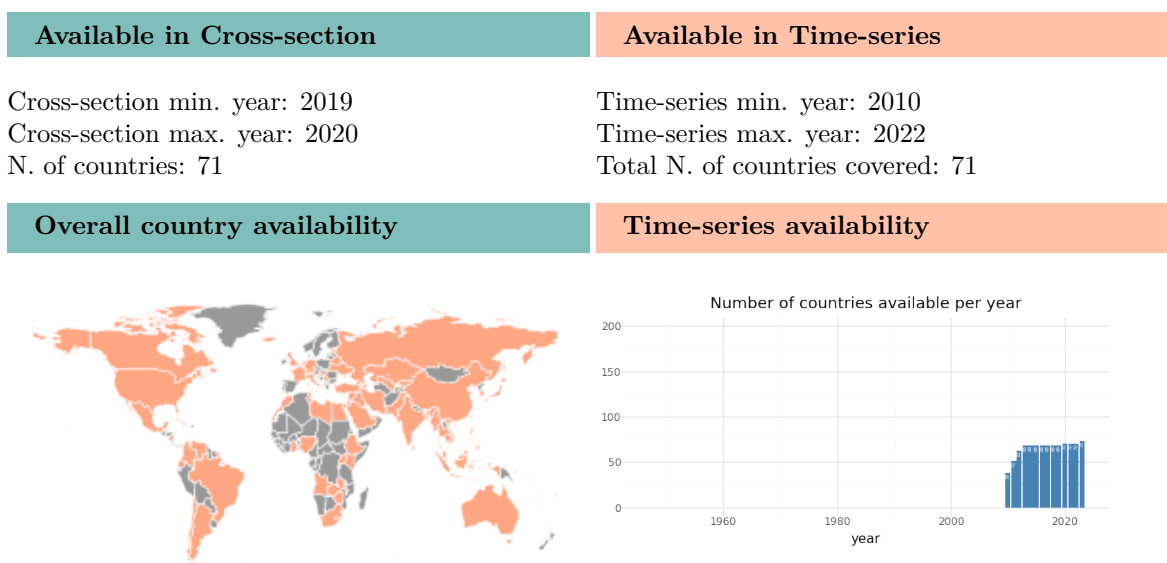 Available in Cross-section
Available in Time-series
Cross-section min. year: 2019
Cross-section max. year: 2020
N. of countries: 71
Time-series min. year: 2010
Time-series max. year: 2022
Total N. of countries covered: 71
Overall country availability
Time-series availability
Number of countries available per year
200
150
100
50
0
1960 1980 2000 2020
year